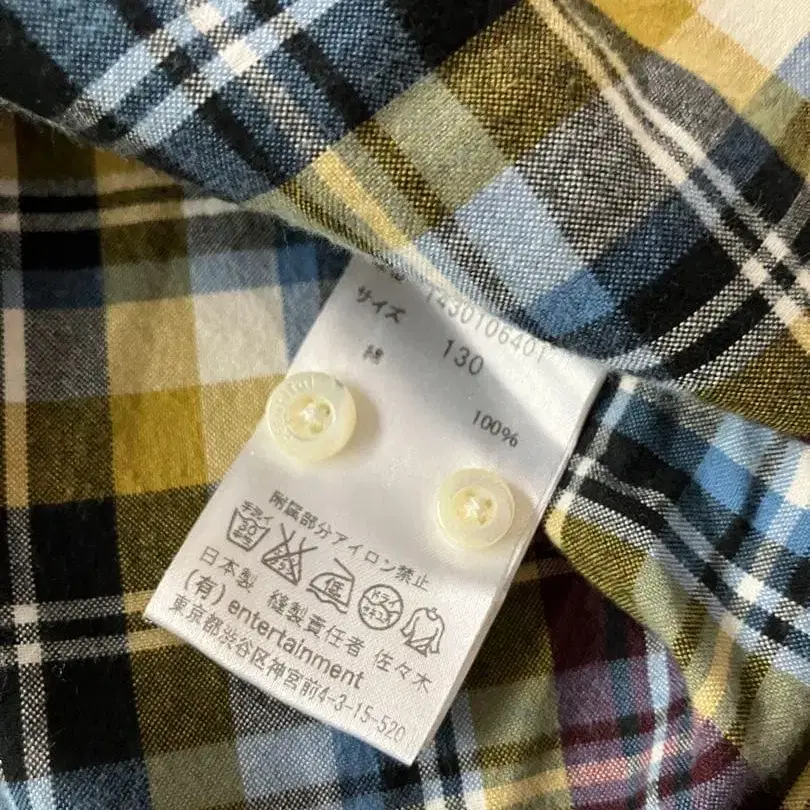 1430106401
サイズ 130
綿 100%
附属部分アイロン禁止
日本製 縫製責任者 佐々木
(有) entertainment
東京都渋谷区神宮前4-3-15-520